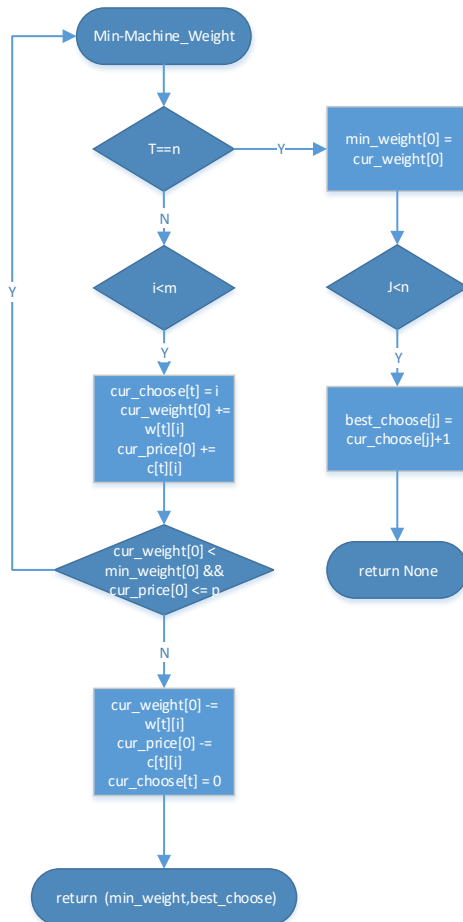 Min-Machine_Weight
T==n
Y
min_weight[0] =
cur_weight[0]
N
i<m
J<n
Y
Y
Y
cur_choose[t] = i
cur_weight[0] +=
w[t][i]
cur_price[0] +=
c[t][i]
best_choose[j] =
cur_choose[j]+1
cur_weight[0] <
min_weight[0] &&
cur_price[0] <= p
return None
N
cur_weight[0] -=
w[t][i]
cur_price[0] -=
c[t][i]
cur_choose[t] = 0
return (min_weight,best_choose)